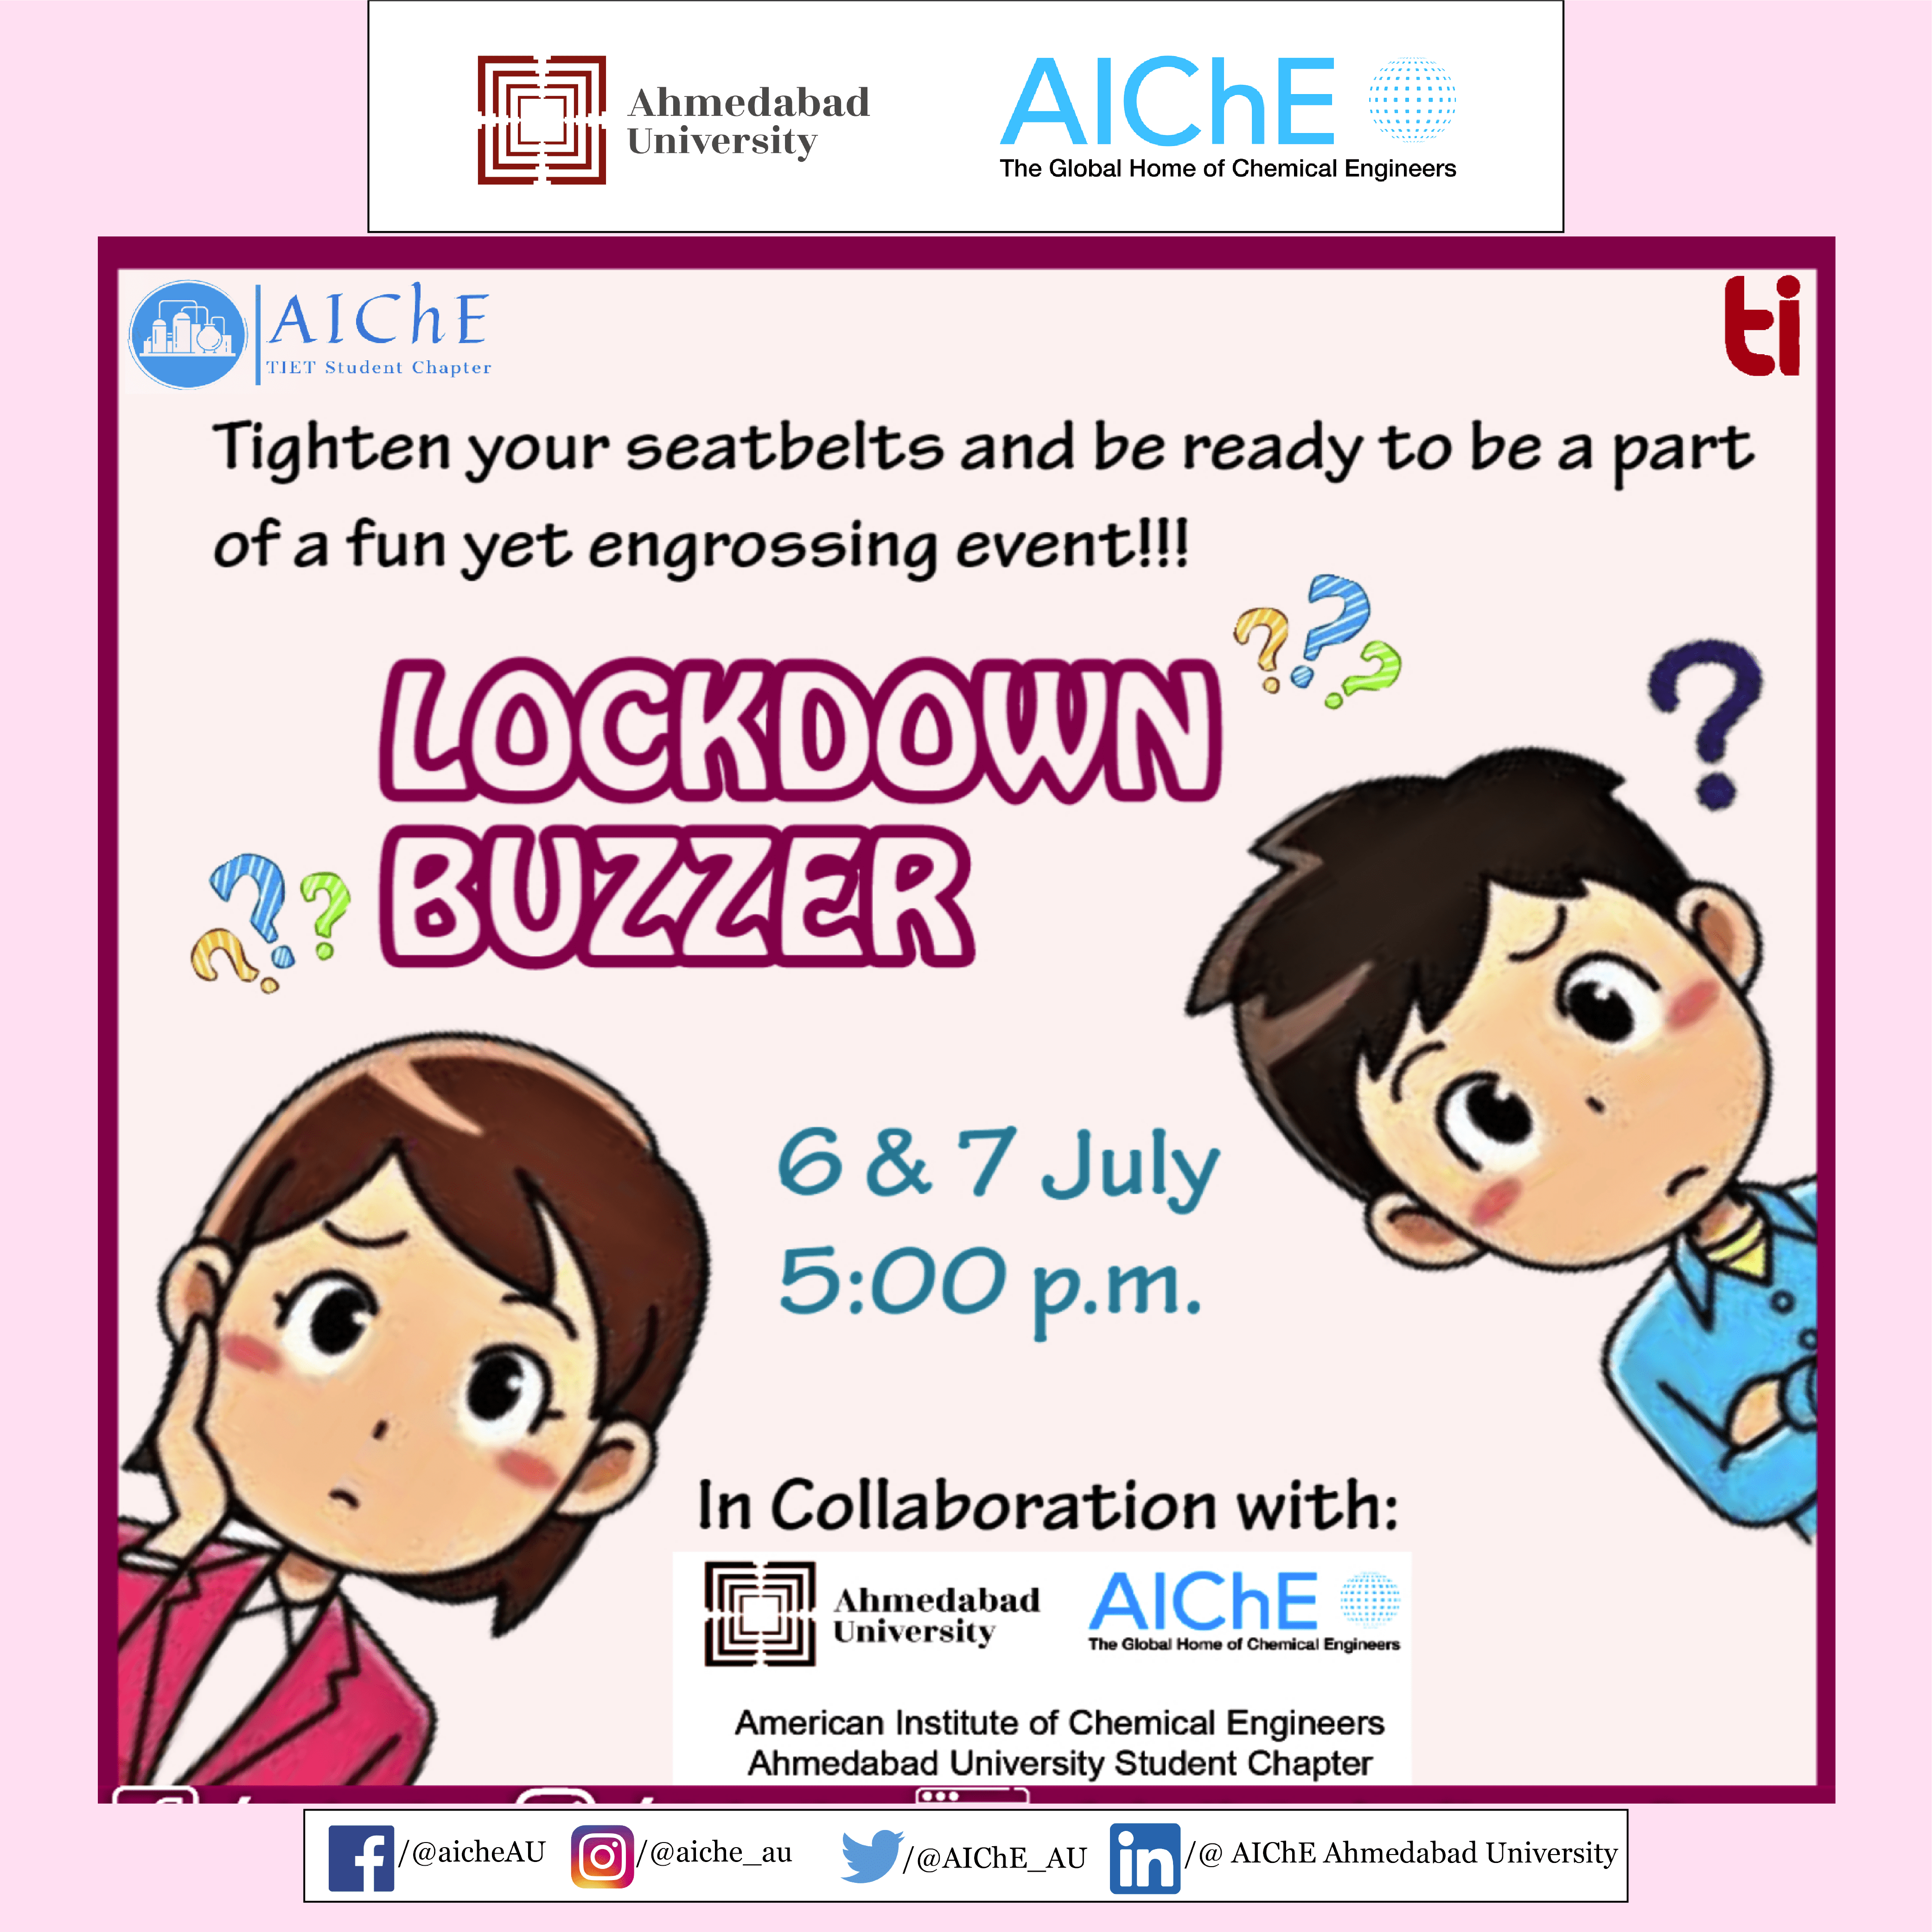 Ahmedabad
University
AIChE
The Global Home of Chemical Engineers
AIChE
TIET Student Chapter
ti
Tighten your seatbelts and be ready to be a part
of a fun yet engrossing event!!!
LOCKDOWN
BUZZER
6 & 7 July
5:00 p.m.
In Collaboration with:
Ahmedabad
University
AIChE
The Global Home of Chemical Engineers
American Institute of Chemical Engineers
Ahmedabad University Student Chapter
/@aicheAU /@aiche_au /@AIChE_AU /@ AIChE Ahmedabad University